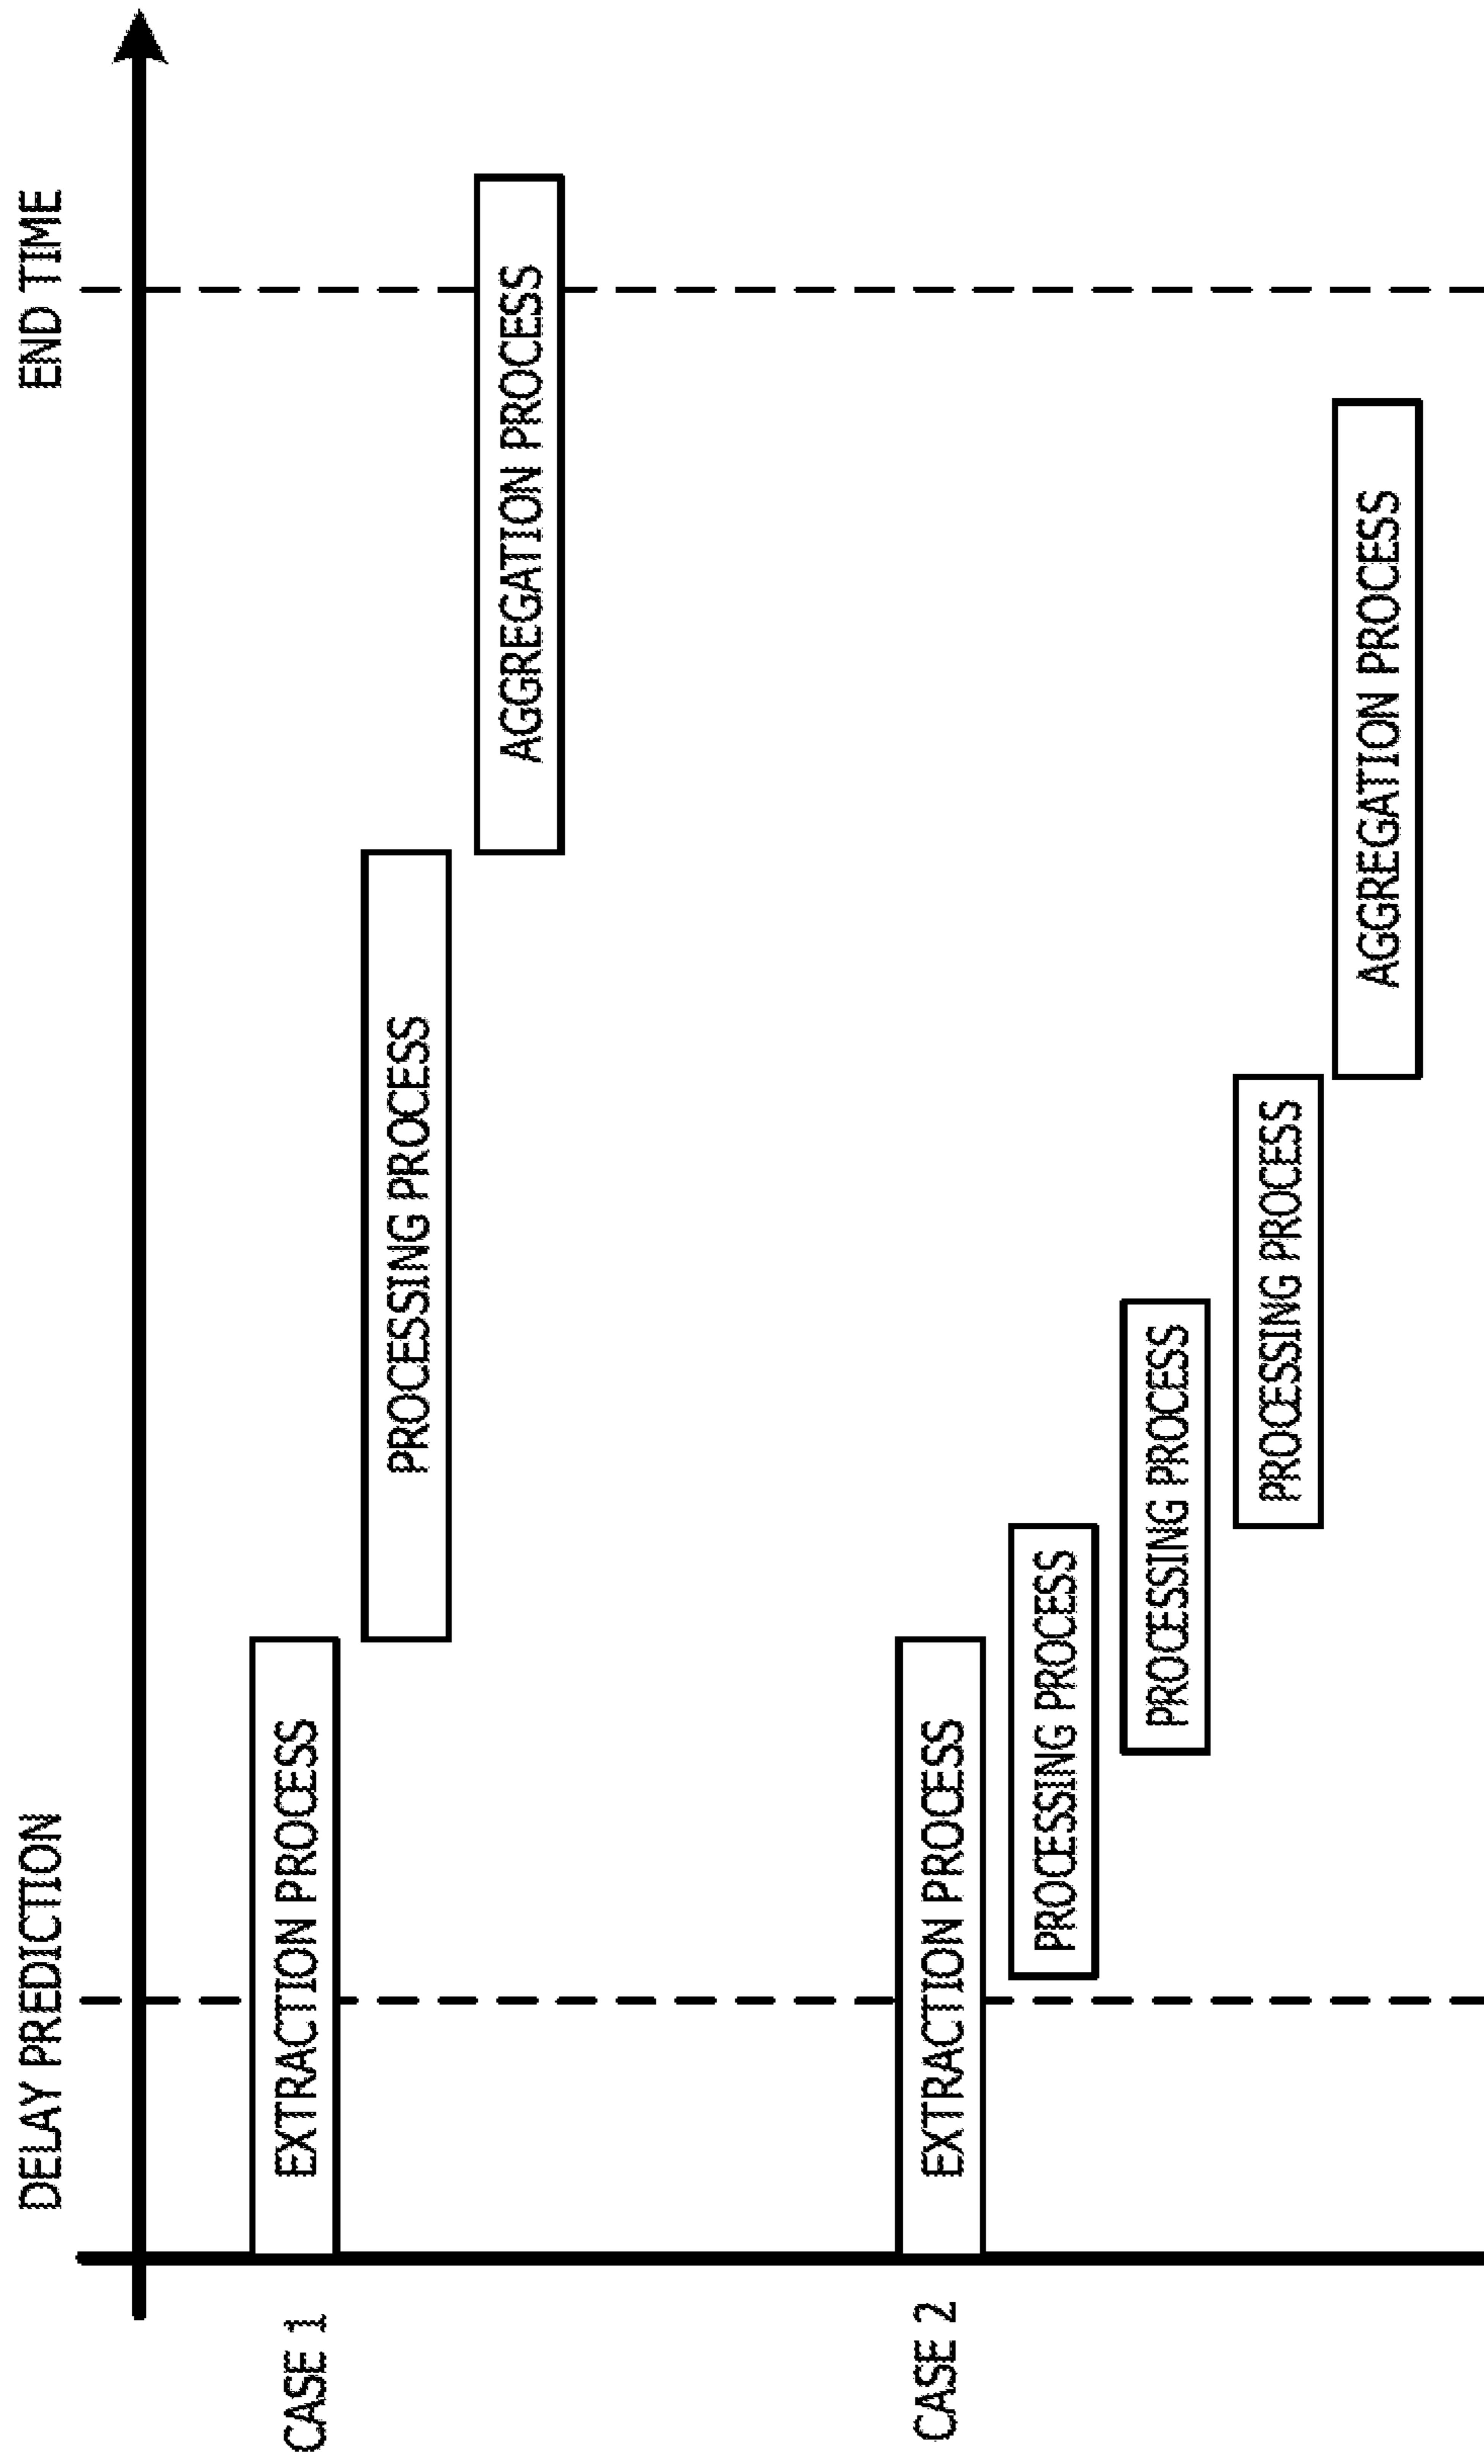 DELAY PREDICTION
END TIME
CASE 1
EXTRACTION PROCESS
PROCESSING PROCESS
AGGREGATION PROCESS
CASE 2
EXTRACTION PROCESS
PROCESSING PROCESS
PROCESSING PROCESS
PROCESSING PROCESS
AGGREGATION PROCESS